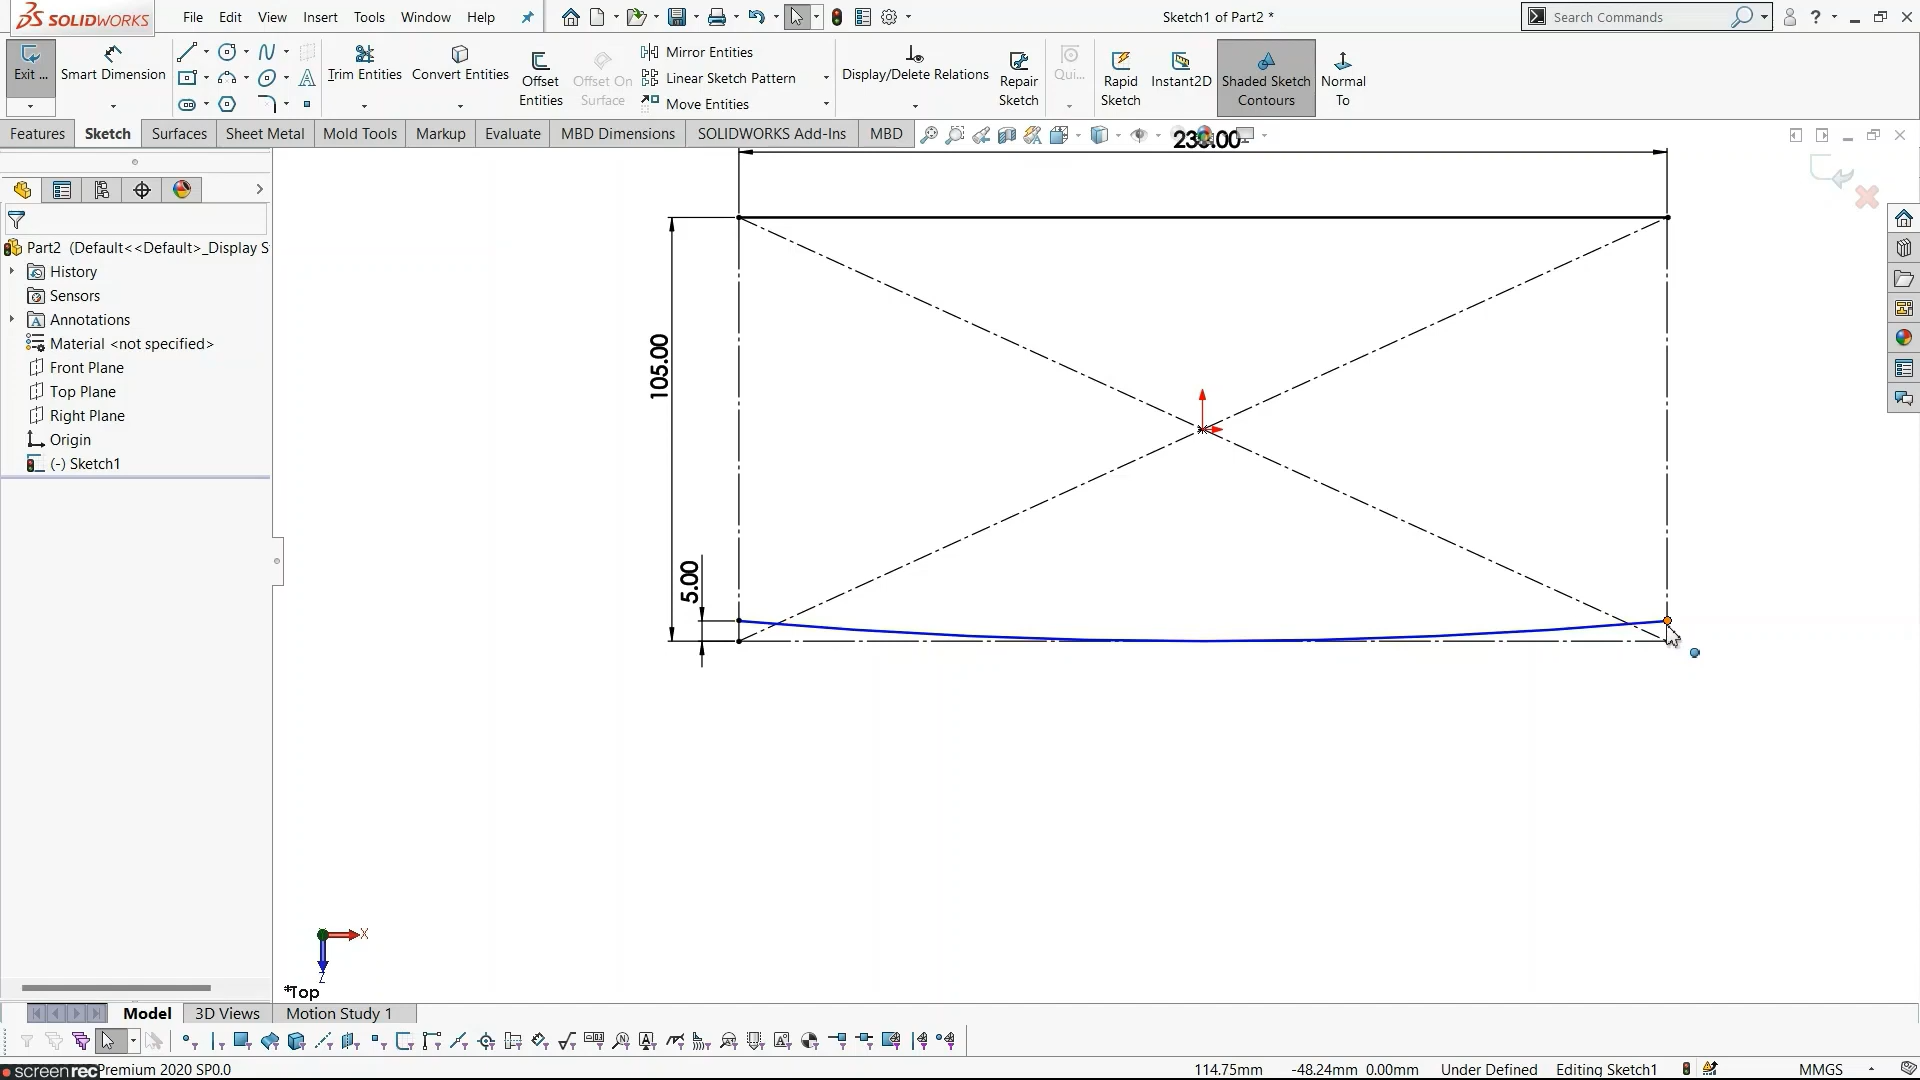 SOLIDWORKS File Edit View Insert Tools Window Help Sketch1 of Part2 * Search Commands ?
Exit ... Smart Dimension Trim Entities Convert Entities Offset Entities Offset On Surface Mirror Entities Linear Sketch Pattern Move Entities Display/Delete Relations Repair Sketch Qui... Rapid Sketch Instant2D Shaded Sketch Contours Normal To
Features Sketch Surfaces Sheet Metal Mold Tools Markup Evaluate MBD Dimensions SOLIDWORKS Add-Ins MBD
Part2 (Default<<Default>_Display S
History
Sensors
Annotations
Material <not specified>
Front Plane
Top Plane
Right Plane
Origin
(-) Sketch1
105.00
5.00
X
Z
*Top
Model 3D Views Motion Study 1
screenrec Premium 2020 SP0.0 114.75mm -48.24mm 0.00mm Under Defined Editing Sketch1 MMGS